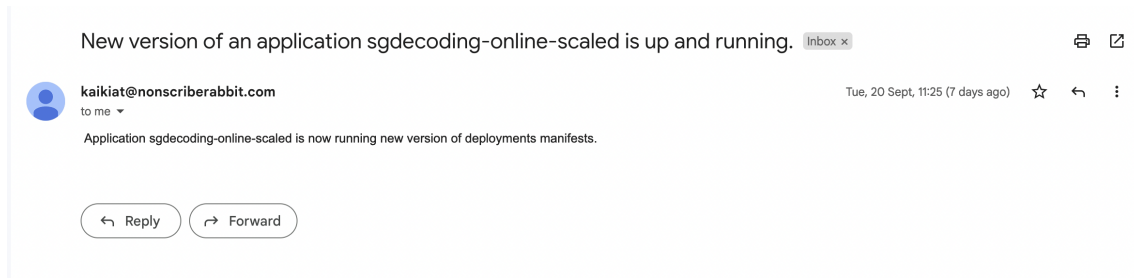 New version of an application sgdecoding-online-scaled is up and running. Inbox ×
kaikiat@nonscriberabbit.com Tue, 20 Sept, 11:25 (7 days ago)
to me
Application sgdecoding-online-scaled is now running new version of deployments manifests.
Reply Forward